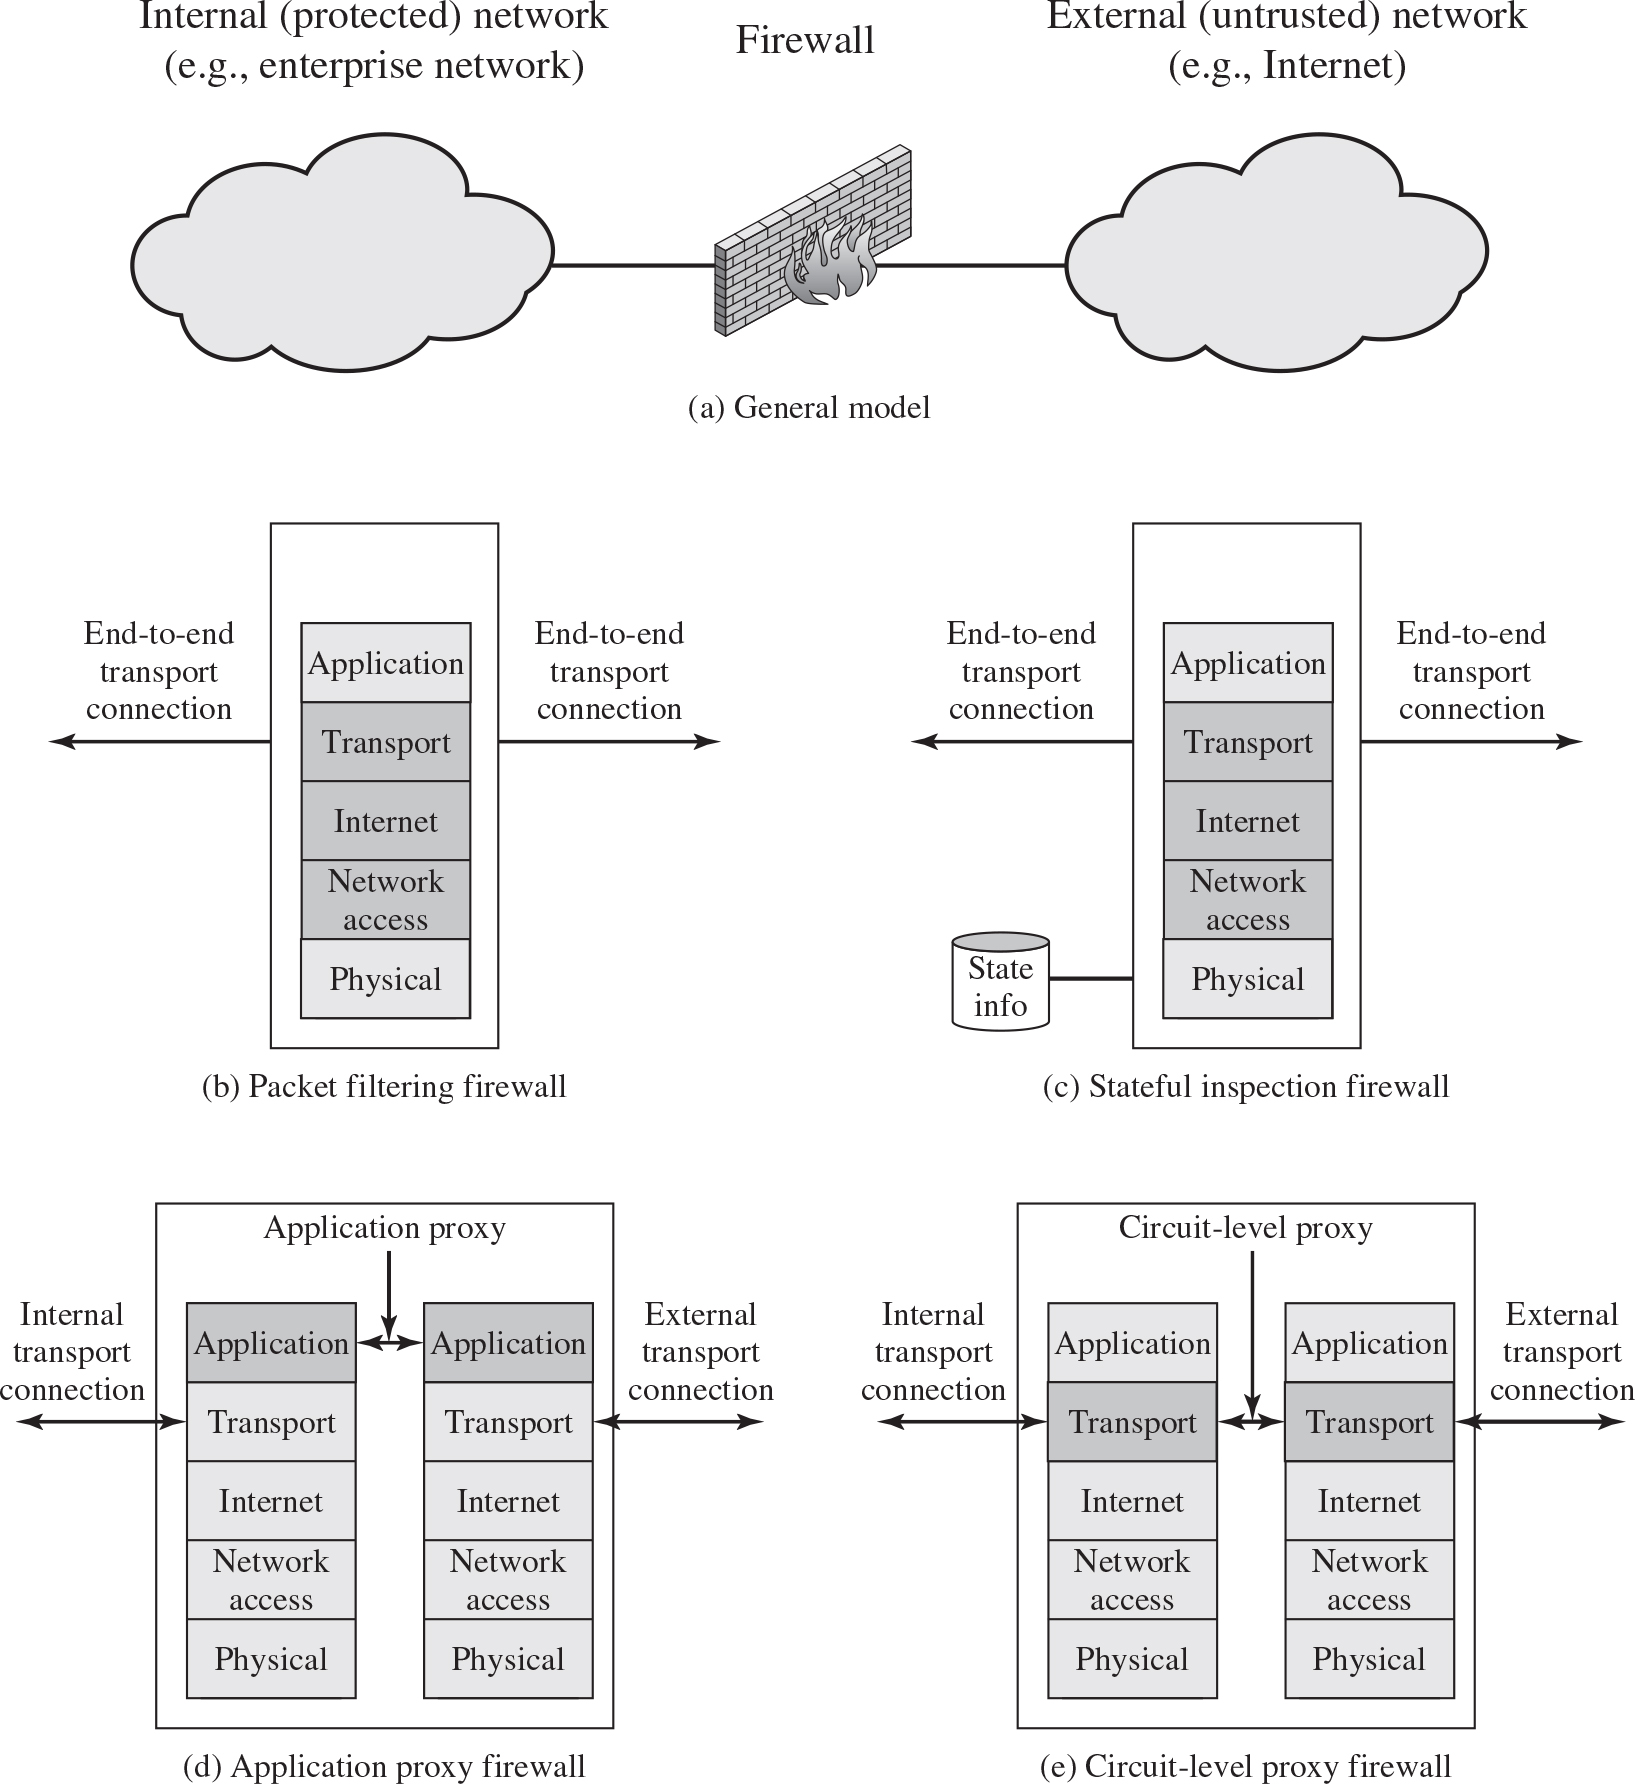 Internal (protected) network
(e.g., enterprise network)
Firewall
External (untrusted) network
(e.g., Internet)
(a) General model
End-to-end
transport
connection
Application
Transport
Internet
Network
access
Physical
End-to-end
transport
connection
(b) Packet filtering firewall
End-to-end
transport
connection
Application
Transport
Internet
Network
access
Physical
End-to-end
transport
connection
State
info
(c) Stateful inspection firewall
Application proxy
Internal
transport
connection
Application
Transport
Internet
Network
access
Physical
Application
Transport
Internet
Network
access
Physical
External
transport
connection
(d) Application proxy firewall
Circuit-level proxy
Internal
transport
connection
Application
Transport
Internet
Network
access
Physical
Application
Transport
Internet
Network
access
Physical
External
transport
connection
(e) Circuit-level proxy firewall